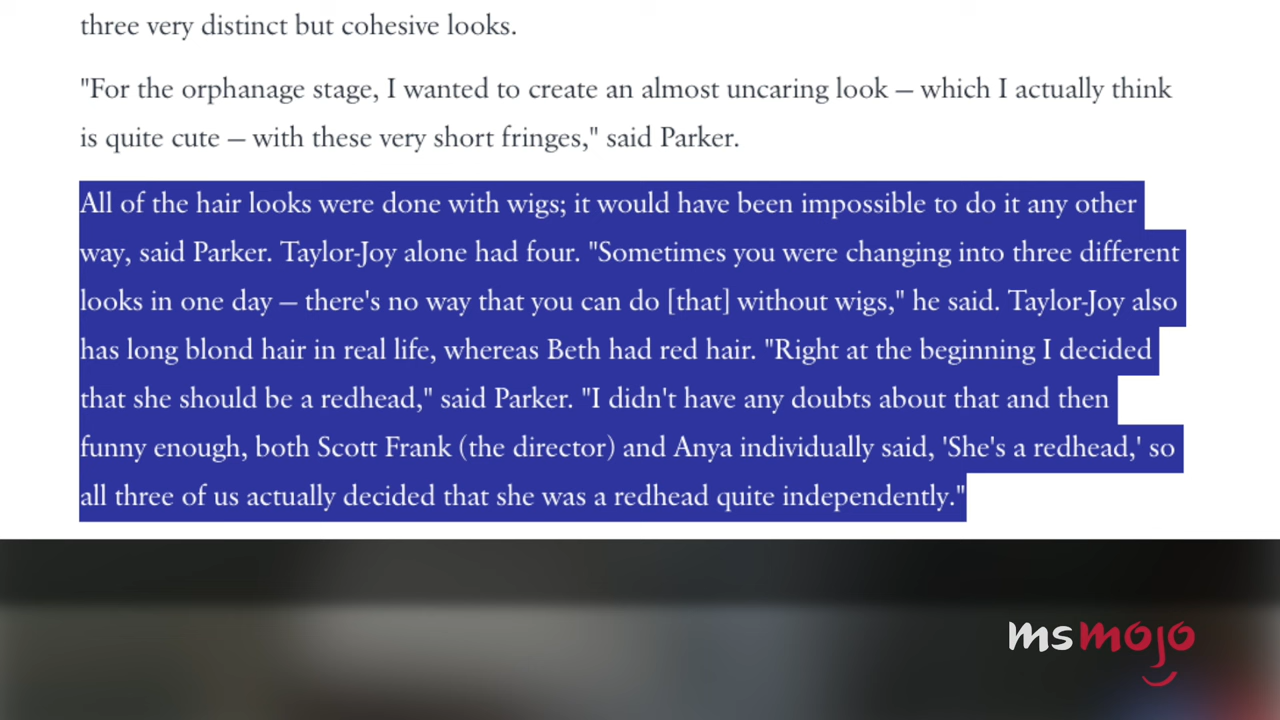 three very distinct but cohesive looks.
"For the orphanage stage, I wanted to create an almost uncaring look – which I actually think
is quite cute – with these very short fringes," said Parker.
All of the hair looks were done with wigs; it would have been impossible to do it any other
way, said Parker. Taylor-Joy alone had four. "Sometimes you were changing into three different
looks in one day – there's no way that you can do [that] without wigs," he said. Taylor-Joy also
has long blond hair in real life, whereas Beth had red hair. "Right at the beginning I decided
that she should be a redhead," said Parker. "I didn't have any doubts about that and then
funny enough, both Scott Frank (the director) and Anya individually said, 'She's a redhead,' so
all three of us actually decided that she was a redhead quite independently."
msmojo